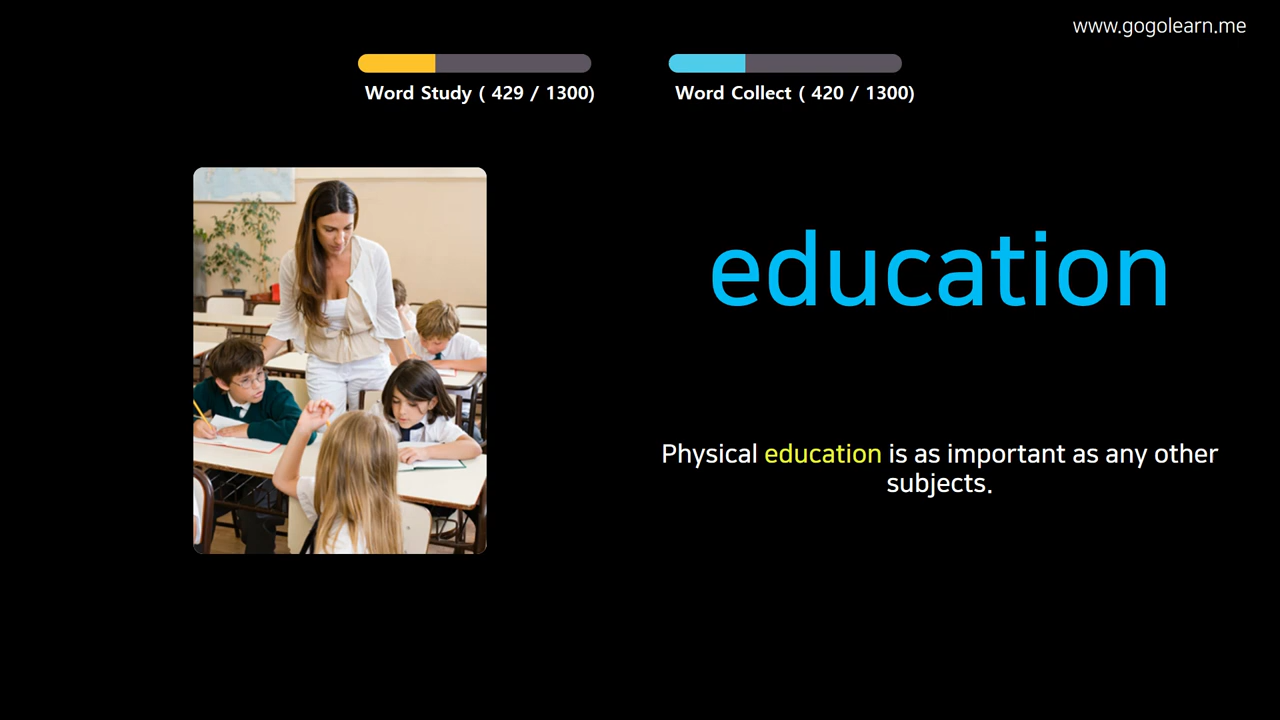 www.gogolearn.me
Word Study ( 429 / 1300)
Word Collect ( 420 / 1300)
education
Physical education is as important as any other
subjects.